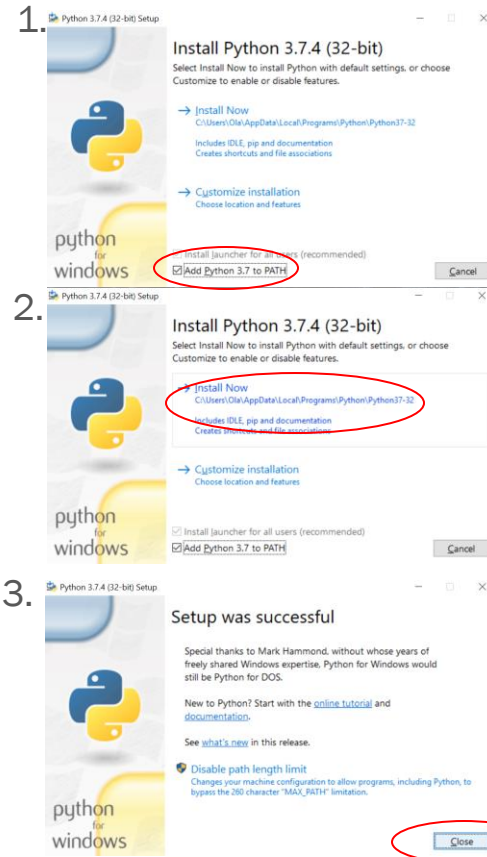 1.
Python 3.7.4 (32-bit) Setup
Install Python 3.7.4 (32-bit)
Select Install Now to install Python with default settings, or choose
Customize to enable or disable features.
→ Install Now
C:\Users\Ola\AppData\Local\Programs\Python\Python37-32
Includes IDLE, pip and documentation
Creates shortcuts and file associations
→ Customize installation
Choose location and features
Install launcher for all users (recommended)
Add Python 3.7 to PATH
Cancel
python
for
windows
2.
Python 3.7.4 (32-bit) Setup
Install Python 3.7.4 (32-bit)
Select Install Now to install Python with default settings, or choose
Customize to enable or disable features.
→ Install Now
C:\Users\Ola\AppData\Local\Programs\Python\Python37-32
Includes IDLE, pip and documentation
Creates shortcuts and file associations
→ Customize installation
Choose location and features
Install launcher for all users (recommended)
Add Python 3.7 to PATH
Cancel
python
for
windows
3.
Python 3.7.4 (32-bit) Setup
Setup was successful
Special thanks to Mark Hammond, without whose years of
freely shared Windows expertise, Python for Windows would
still be Python for DOS.
New to Python? Start with the online tutorial and
documentation.
See what's new in this release.
Disable path length limit
Changes your machine configuration to allow programs, including Python, to
bypass the 260 character "MAX_PATH" limitation.
Close
python
for
windows